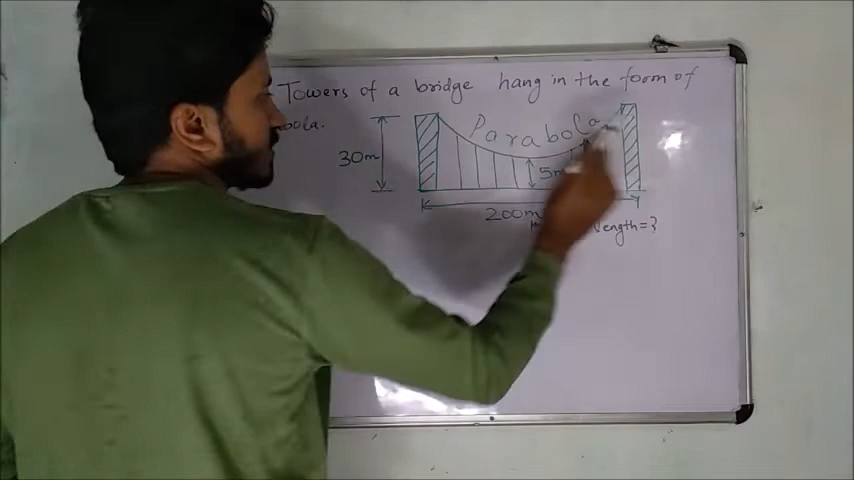 Towers of a bridge hang in the form of
Parabola
30m
5m
200m
length = ?